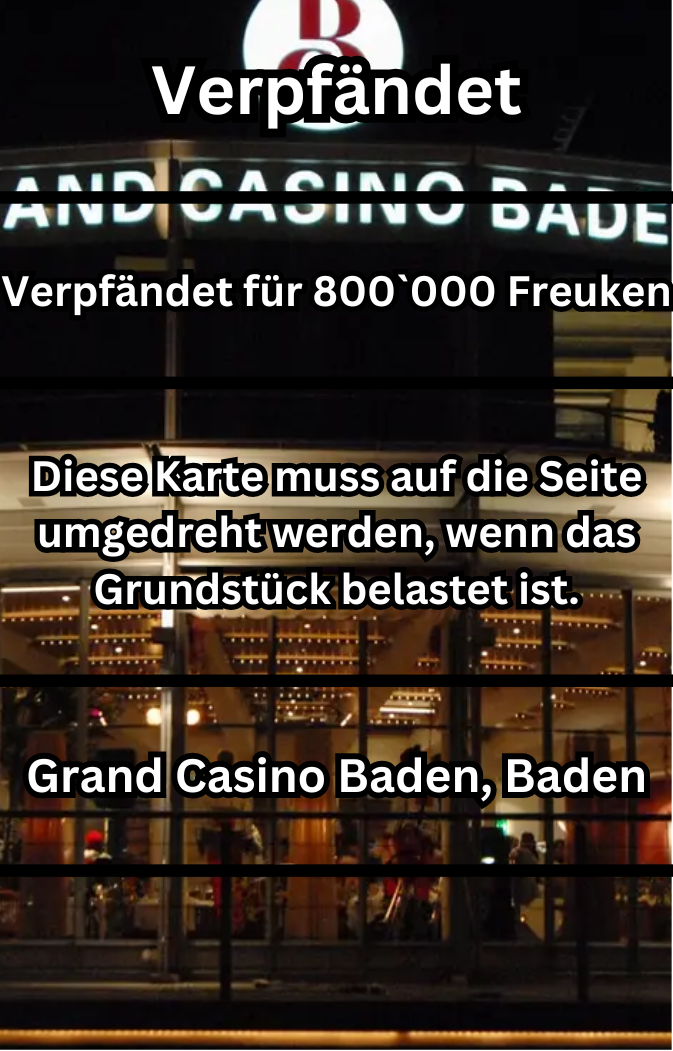 B
Verpfändet
AND CASINO BADE
Verpfändet für 800`000 Freuken
Diese Karte muss auf die Seite
umgedreht werden, wenn das
Grundstück belastet ist.
Grand Casino Baden, Baden